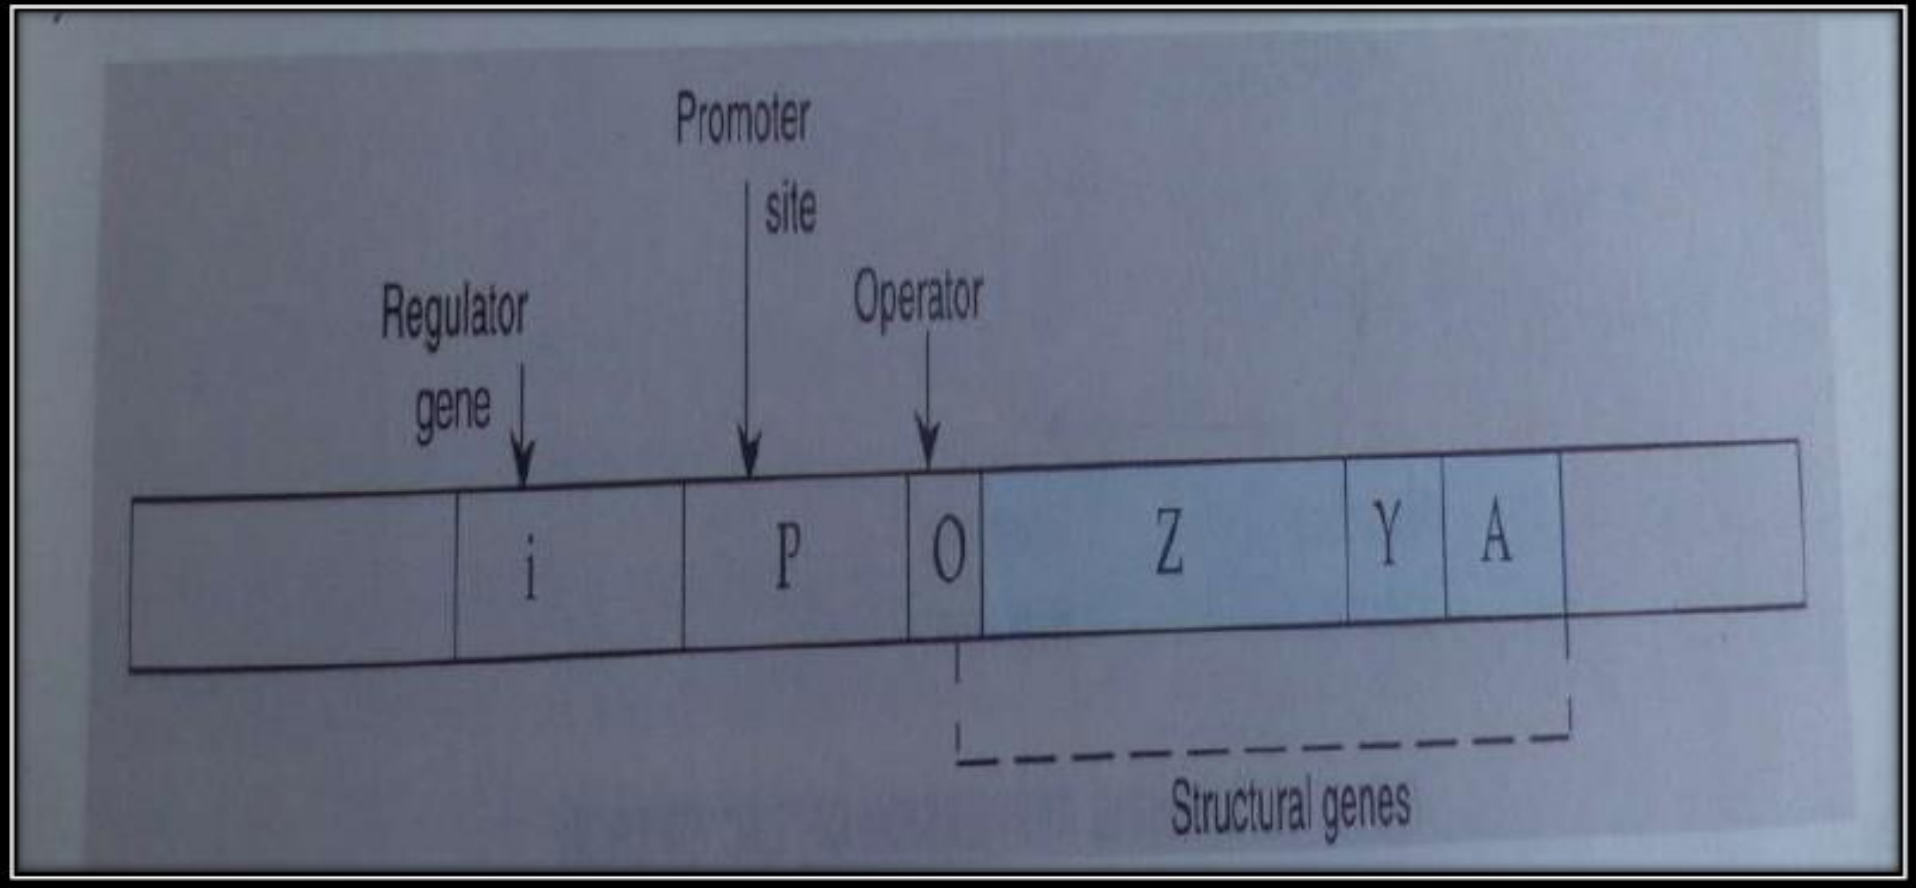 Promoter
site
Regulator
gene
Operator
i P O Z Y A
Structural genes